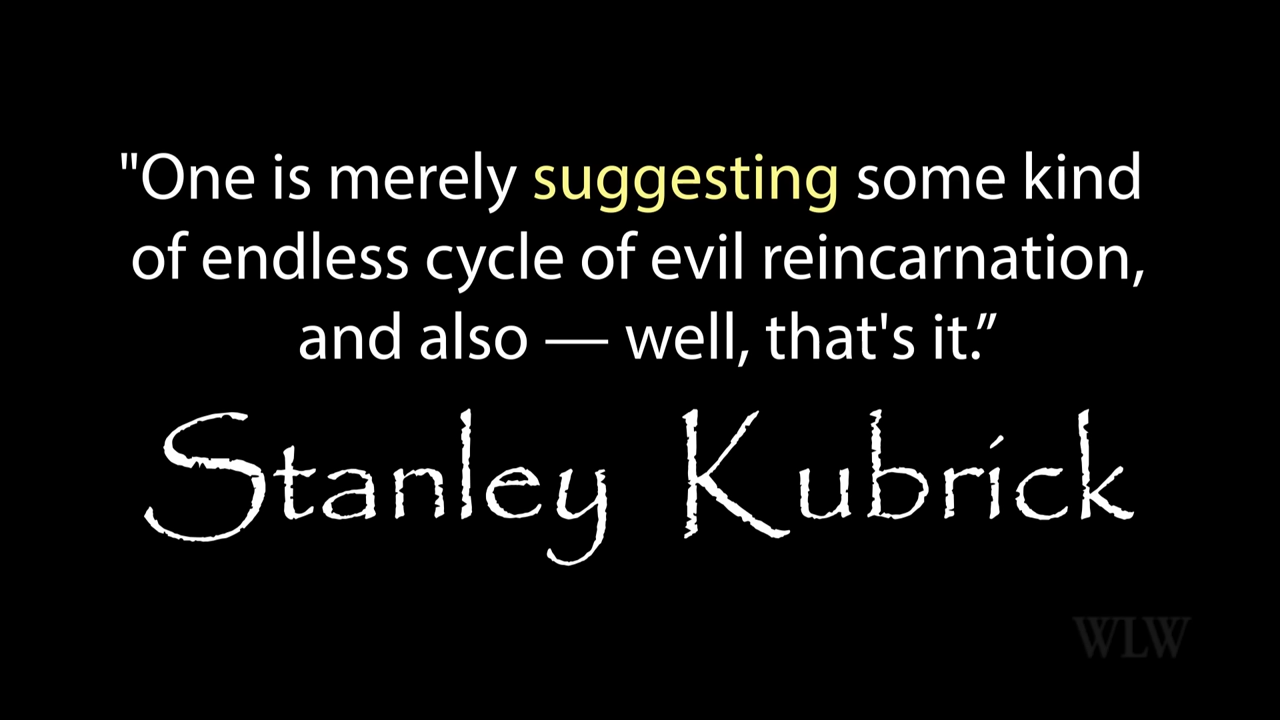 "One is merely suggesting some kind
of endless cycle of evil reincarnation,
and also — well, that's it.”
Stanley Kubrick
WLW